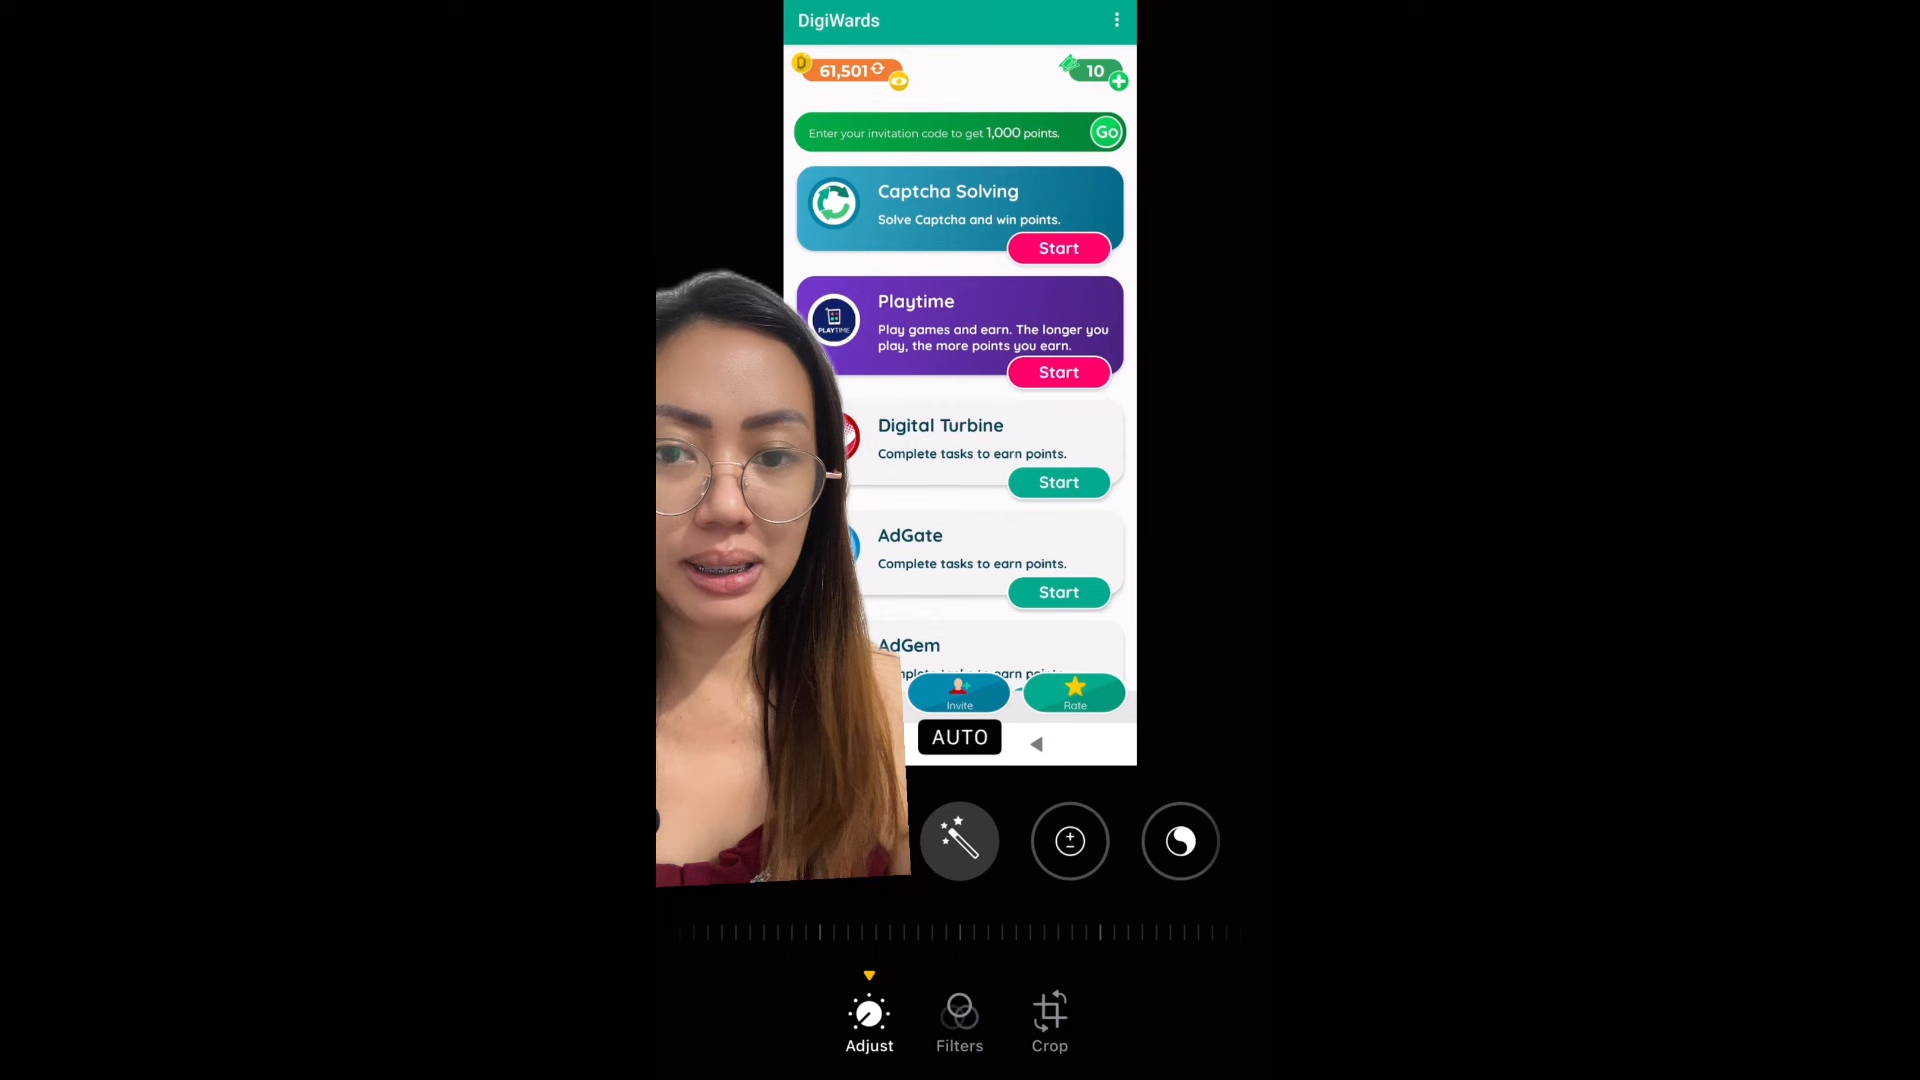 DigiWards
D
61,501
10
Enter your invitation code to get 1,000 points.
Go
Captcha Solving
Solve Captcha and win points.
Start
Playtime
PLAYTIME
Play games and earn. The longer you
play, the more points you earn.
Start
Digital Turbine
Complete tasks to earn points.
Start
AdGate
Complete tasks to earn points.
Start
AdGem
earn
Invite
Rate
AUTO
Adjust
Filters
Crop